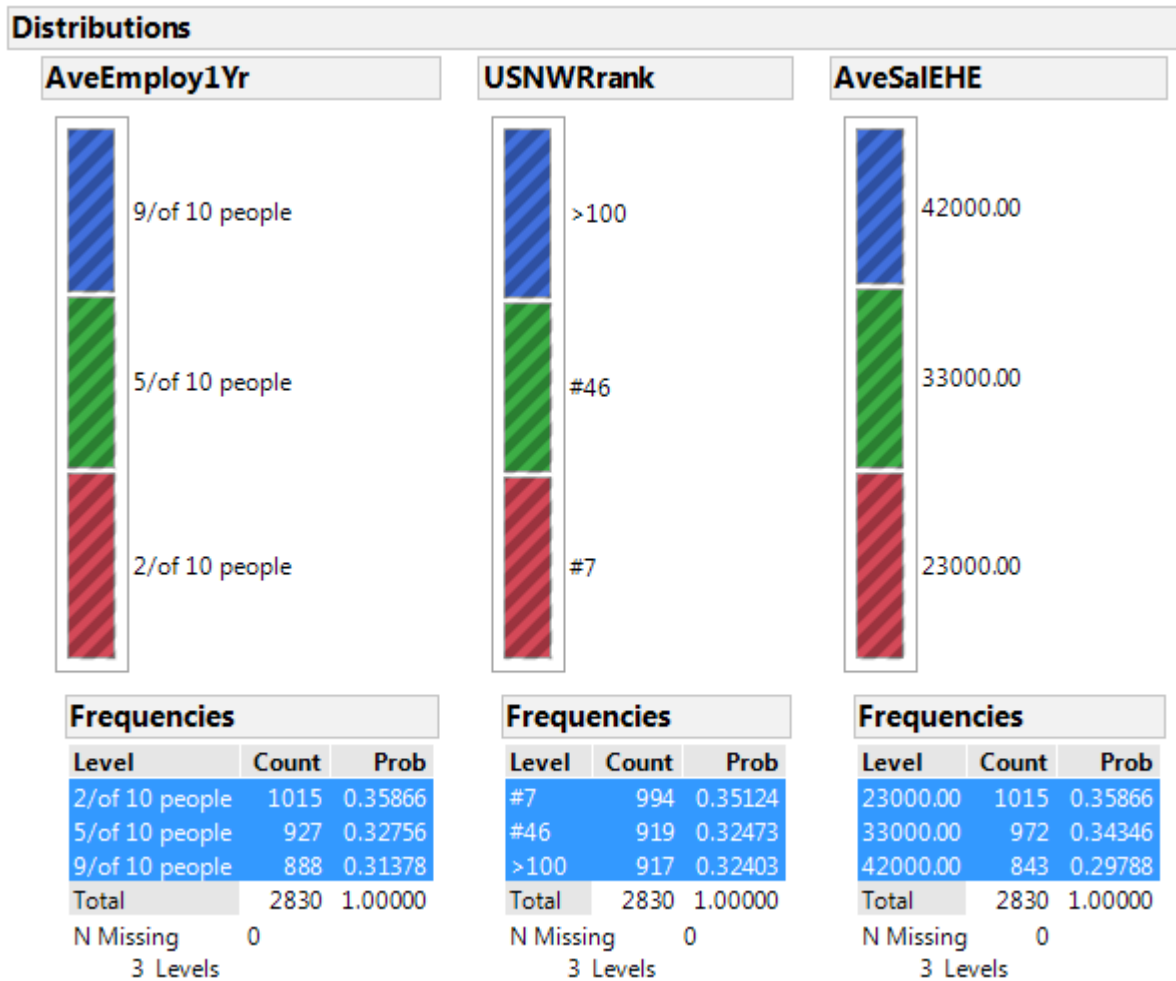 Distributions
AveEmploy1Yr
9/of 10 people
5/of 10 people
2/of 10 people
Frequencies
Level Count Prob
2/of 10 people 1015 0.35866
5/of 10 people 927 0.32756
9/of 10 people 888 0.31378
Total 2830 1.00000
N Missing 0
3 Levels
USNWRrank
>100
#46
#7
Frequencies
Level Count Prob
#7 994 0.35124
#46 919 0.32473
>100 917 0.32403
Total 2830 1.00000
N Missing 0
3 Levels
AveSalEHE
42000.00
33000.00
23000.00
Frequencies
Level Count Prob
23000.00 1015 0.35866
33000.00 972 0.34346
42000.00 843 0.29788
Total 2830 1.00000
N Missing 0
3 Levels